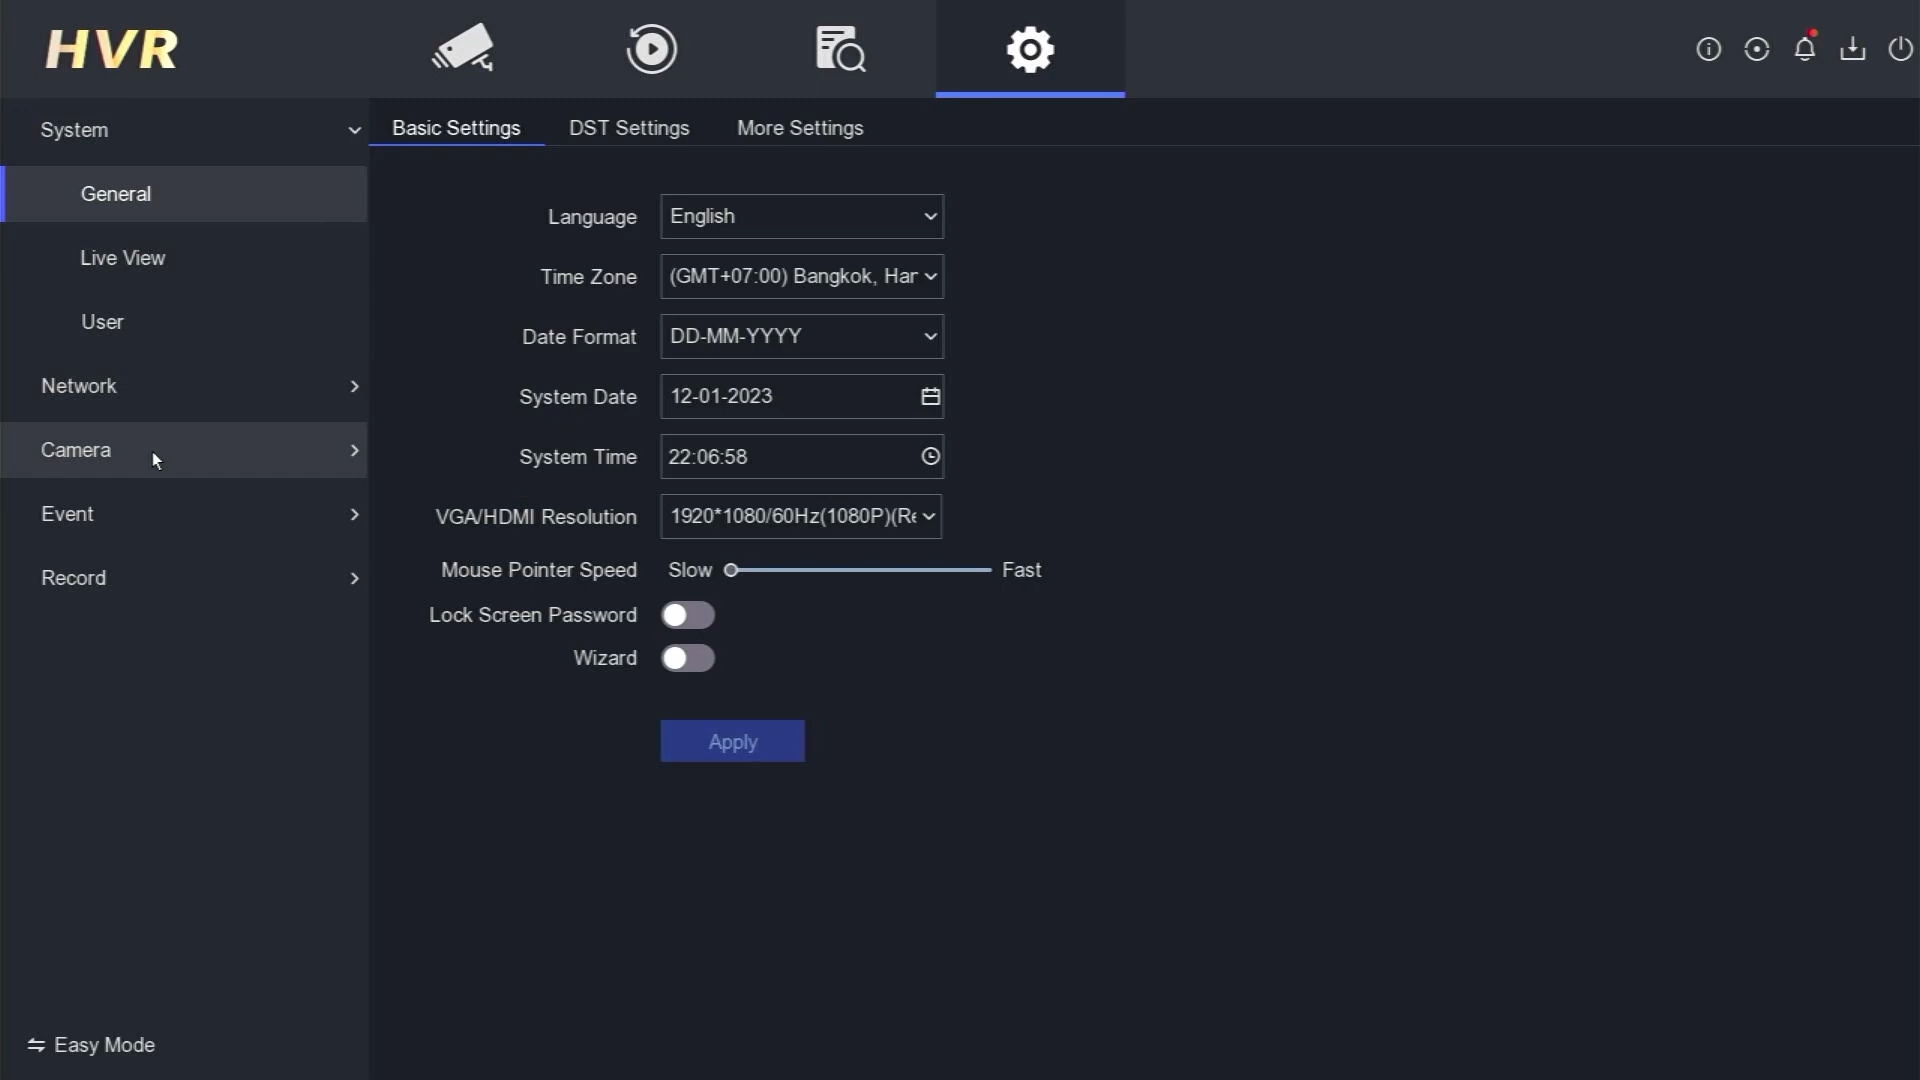 HVR
System
General
Live View
User
Network
Camera
Event
Record
Easy Mode
Basic Settings DST Settings More Settings
Language English
Time Zone (GMT+07:00) Bangkok, Har
Date Format DD-MM-YYYY
System Date 12-01-2023
System Time 22:06:58
VGA/HDMI Resolution 1920*1080/60Hz(1080P)(Re
Mouse Pointer Speed Slow Fast
Lock Screen Password
Wizard
Apply